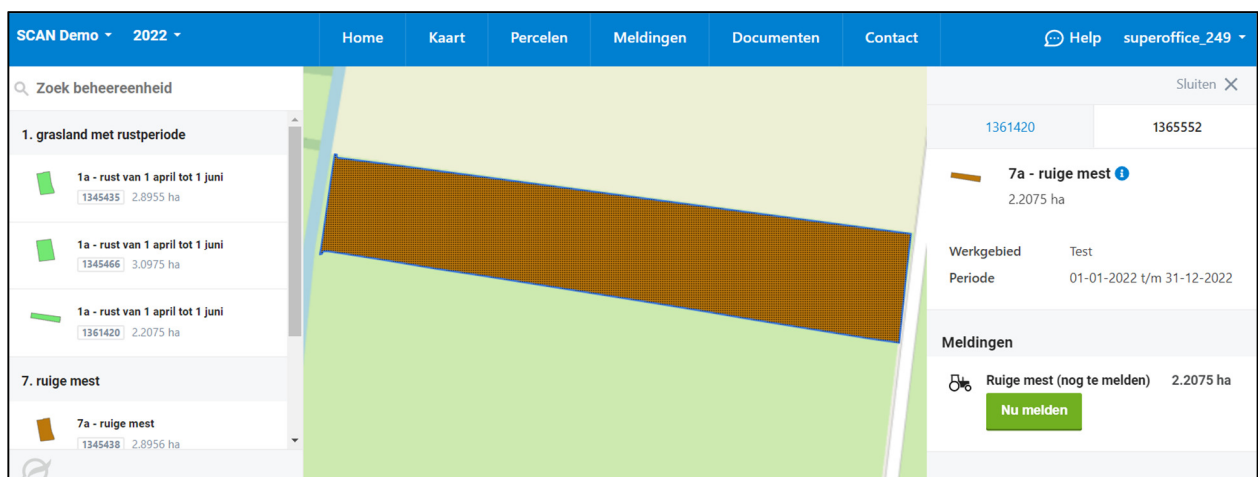 SCAN Demo 2022 Home Kaart Percelen Meldingen Documenten Contact Help superoffice_249
Zoek beheereenheid
1. grasland met rustperiode
1a - rust van 1 april tot 1 juni
1345435 2.8955 ha
1a - rust van 1 april tot 1 juni
1345466 3.0975 ha
1a - rust van 1 april tot 1 juni
1361420 2.2075 ha
7. ruige mest
7a - ruige mest
1345438 2.8956 ha
Sluiten
1361420 1365552
7a - ruige mest
2.2075 ha
Werkgebied Test
Periode 01-01-2022 t/m 31-12-2022
Meldingen
Ruige mest (nog te melden) 2.2075 ha
Nu melden